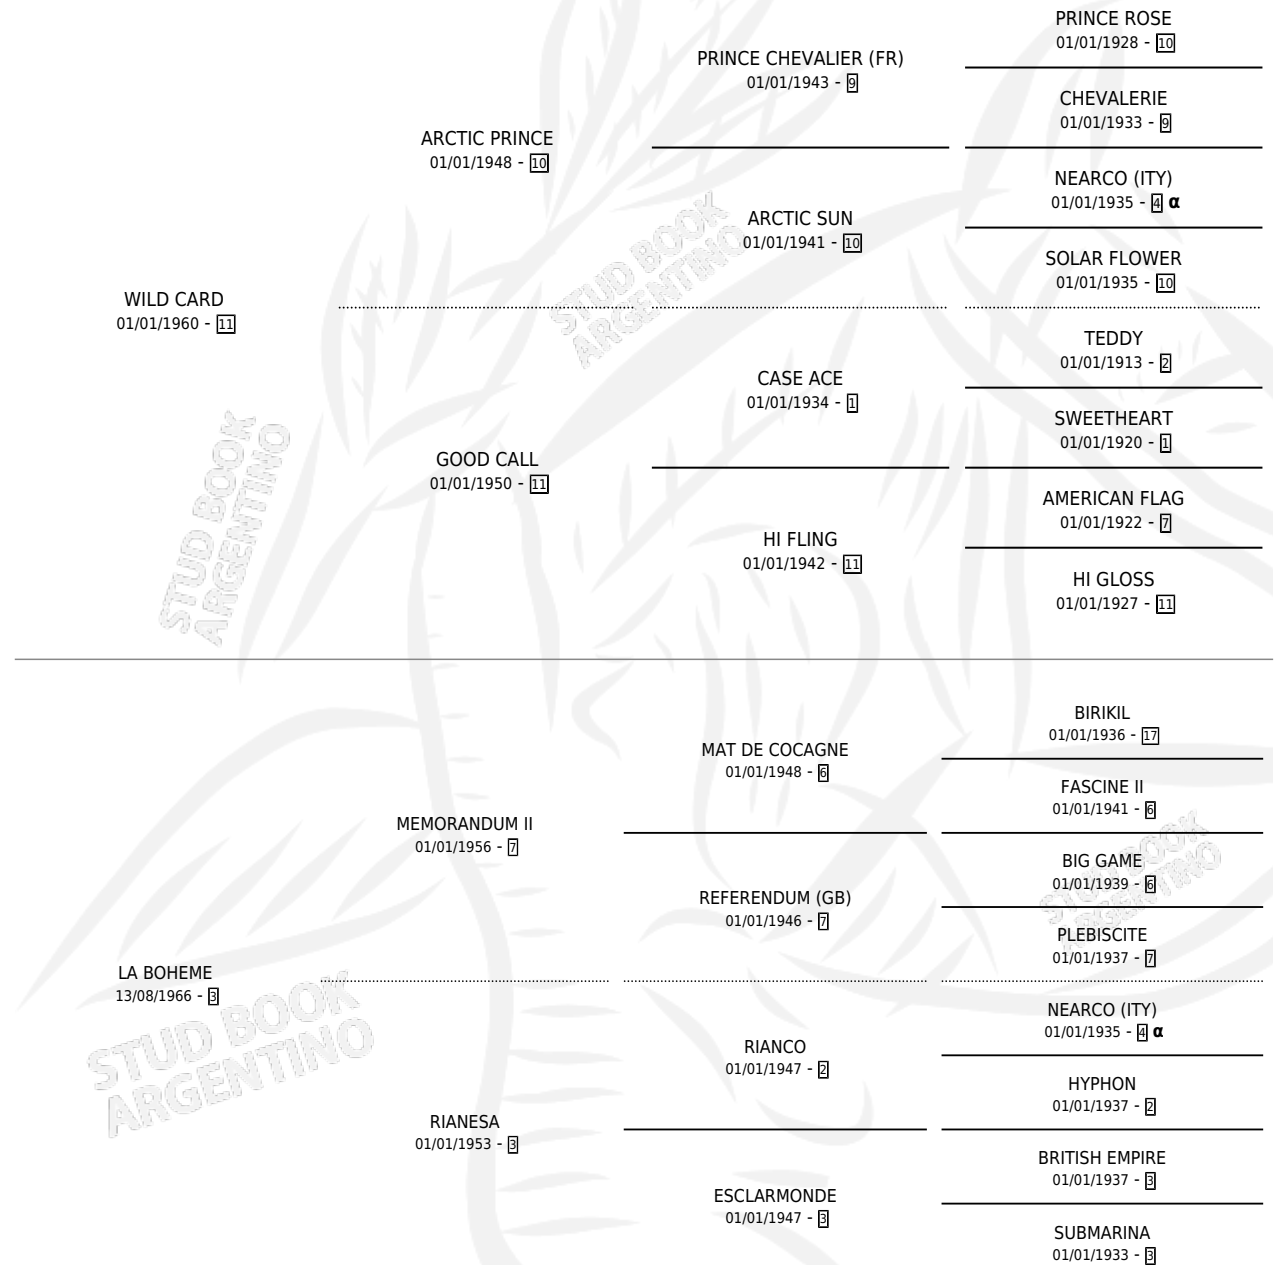 PRINCE ROSE
01/01/1928 - 10
PRINCE CHEVALIER (FR)
01/01/1943 - 9
CHEVALERIE
01/01/1933 - 9
ARCTIC PRINCE
01/01/1948 - 10
NEARCO (ITY)
01/01/1935 - 4 α
ARCTIC SUN
01/01/1941 - 10
SOLAR FLOWER
01/01/1935 - 10
WILD CARD
01/01/1960 - 11
TEDDY
01/01/1913 - 2
CASE ACE
01/01/1934 - 1
SWEETHEART
01/01/1920 - 1
GOOD CALL
01/01/1950 - 11
AMERICAN FLAG
01/01/1922 - 7
HI FLING
01/01/1942 - 11
HI GLOSS
01/01/1927 - 11
BIRIKIL
01/01/1936 - 17
MAT DE COCAGNE
01/01/1948 - 6
FASCINE II
01/01/1941 - 6
MEMORANDUM II
01/01/1956 - 7
BIG GAME
01/01/1939 - 6
REFERENDUM (GB)
01/01/1946 - 7
PLEBISCITE
01/01/1937 - 7
LA BOHEME
13/08/1966 - 3
NEARCO (ITY)
01/01/1935 - 4 α
RIANCO
01/01/1947 - 2
HYPHON
01/01/1937 - 2
RIANESA
01/01/1953 - 3
BRITISH EMPIRE
01/01/1937 - 3
ESCLARMONDE
01/01/1947 - 3
SUBMARINA
01/01/1933 - 3
STUD BOOK
ARGENTINO
STUD BOOK
ARGENTINO
STUD BOOK
ARGENTINO
STUD BOOK
ARGENTINO